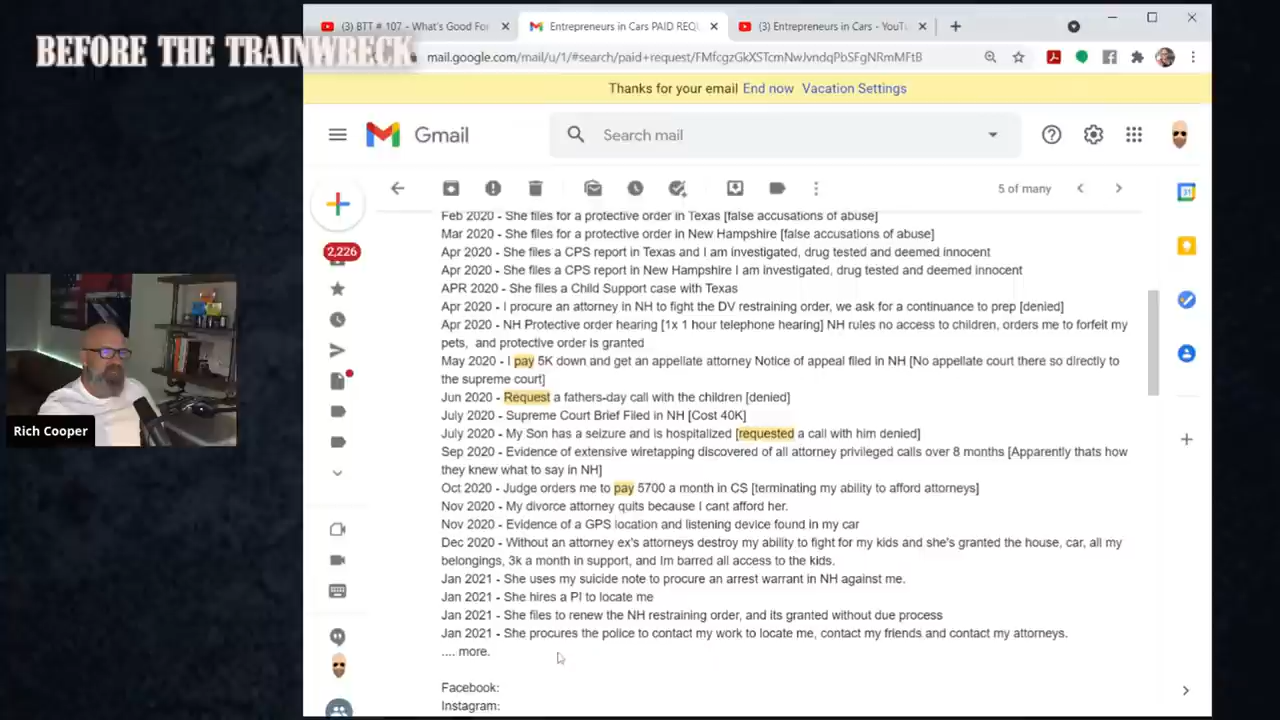 BEFORE THE TRAINWRECK
(3) BTT # 107 - What's Good For
Entrepreneurs in Cars PAID REQU
(3) Entrepreneurs in Cars - YouTu
mail.google.com/mail/u/1/#search/paid+request/FMfcgzGkXSTcmNwJvndqPbSFgNRmMFtB
Thanks for your email End now Vacation Settings
Gmail
Search mail
5 of many
2,226
Feb 2020 - She files for a protective order in Texas [false accusations of abuse]
Mar 2020 - She files for a protective order in New Hampshire [false accusations of abuse]
Apr 2020 - She files a CPS report in Texas and I am investigated, drug tested and deemed innocent
Apr 2020 - She files a CPS report in New Hampshire I am investigated, drug tested and deemed innocent
APR 2020 - She files a Child Support case with Texas
Apr 2020 - I procure an attorney in NH to fight the DV restraining order, we ask for a continuance to prep [denied]
Apr 2020 - NH Protective order hearing [1x 1 hour telephone hearing] NH rules no access to children, orders me to forfeit my
pets, and protective order is granted
May 2020 - I pay 5K down and get an appellate attorney Notice of appeal filed in NH [No appellate court there so directly to
the supreme court]
Jun 2020 - Request a fathers-day call with the children [denied]
July 2020 - Supreme Court Brief Filed in NH [Cost 40K]
July 2020 - My Son has a seizure and is hospitalized [requested a call with him denied]
Sep 2020 - Evidence of extensive wiretapping discovered of all attorney privileged calls over 8 months [Apparently thats how
they knew what to say in NH]
Oct 2020 - Judge orders me to pay 5700 a month in CS [terminating my ability to afford attorneys]
Nov 2020 - My divorce attorney quits because I cant afford her.
Nov 2020 - Evidence of a GPS location and listening device found in my car
Dec 2020 - Without an attorney ex's attorneys destroy my ability to fight for my kids and she's granted the house, car, all my
belongings, 3k a month in support, and Im barred all access to the kids.
Jan 2021 - She uses my suicide note to procure an arrest warrant in NH against me.
Jan 2021 - She hires a PI to locate me
Jan 2021 - She files to renew the NH restraining order, and its granted without due process
Jan 2021 - She procures the police to contact my work to locate me, contact my friends and contact my attorneys.
.... more.
Facebook:
Instagram:
Rich Cooper